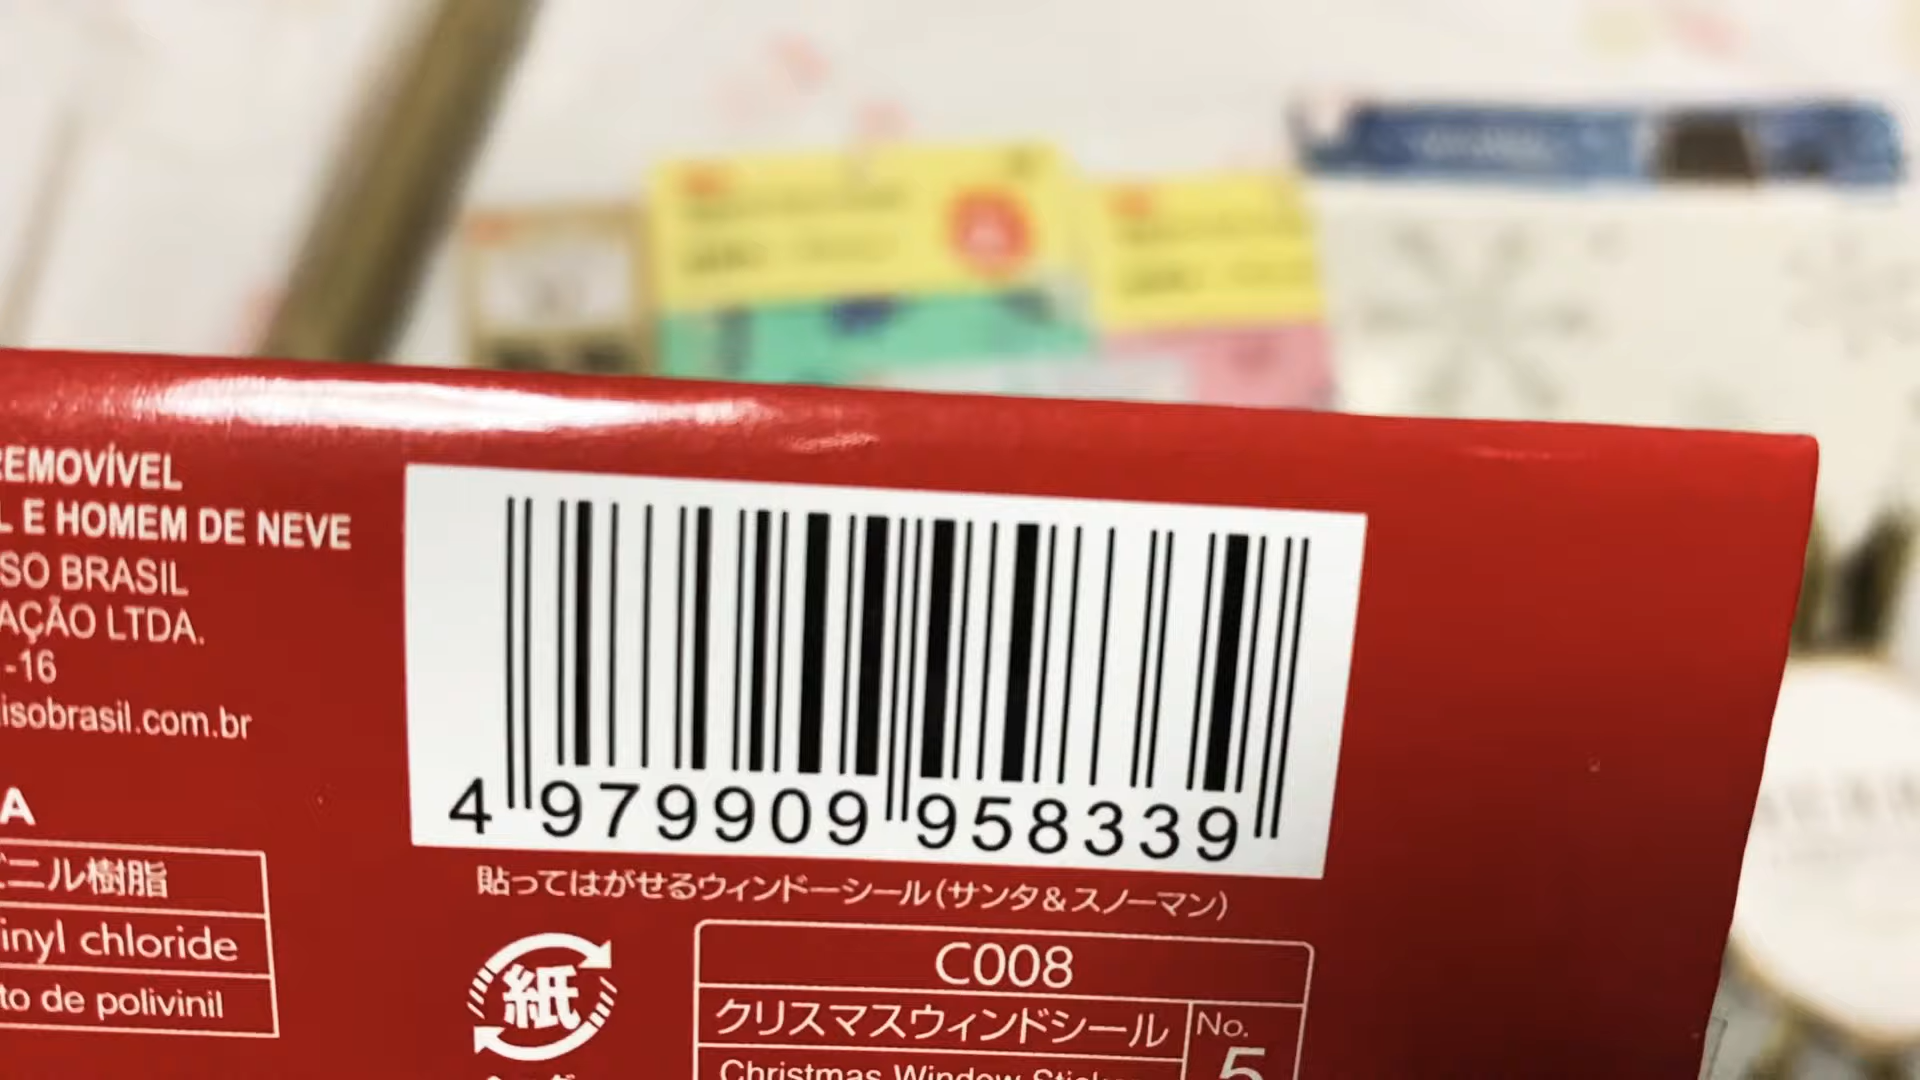 REMOVÍVEL
L E HOMEM DE NEVE
SO BRASIL
AÇÃO LTDA.
-16
isobrasil.com.br
A
ニル樹脂
inyl chloride
to de polivinil
4 979909 958339
貼ってはがせるウィンドーシール(サンタ&スノーマン)
紙
C008
クリスマスウィンドシール
No.
5
Christmas Window